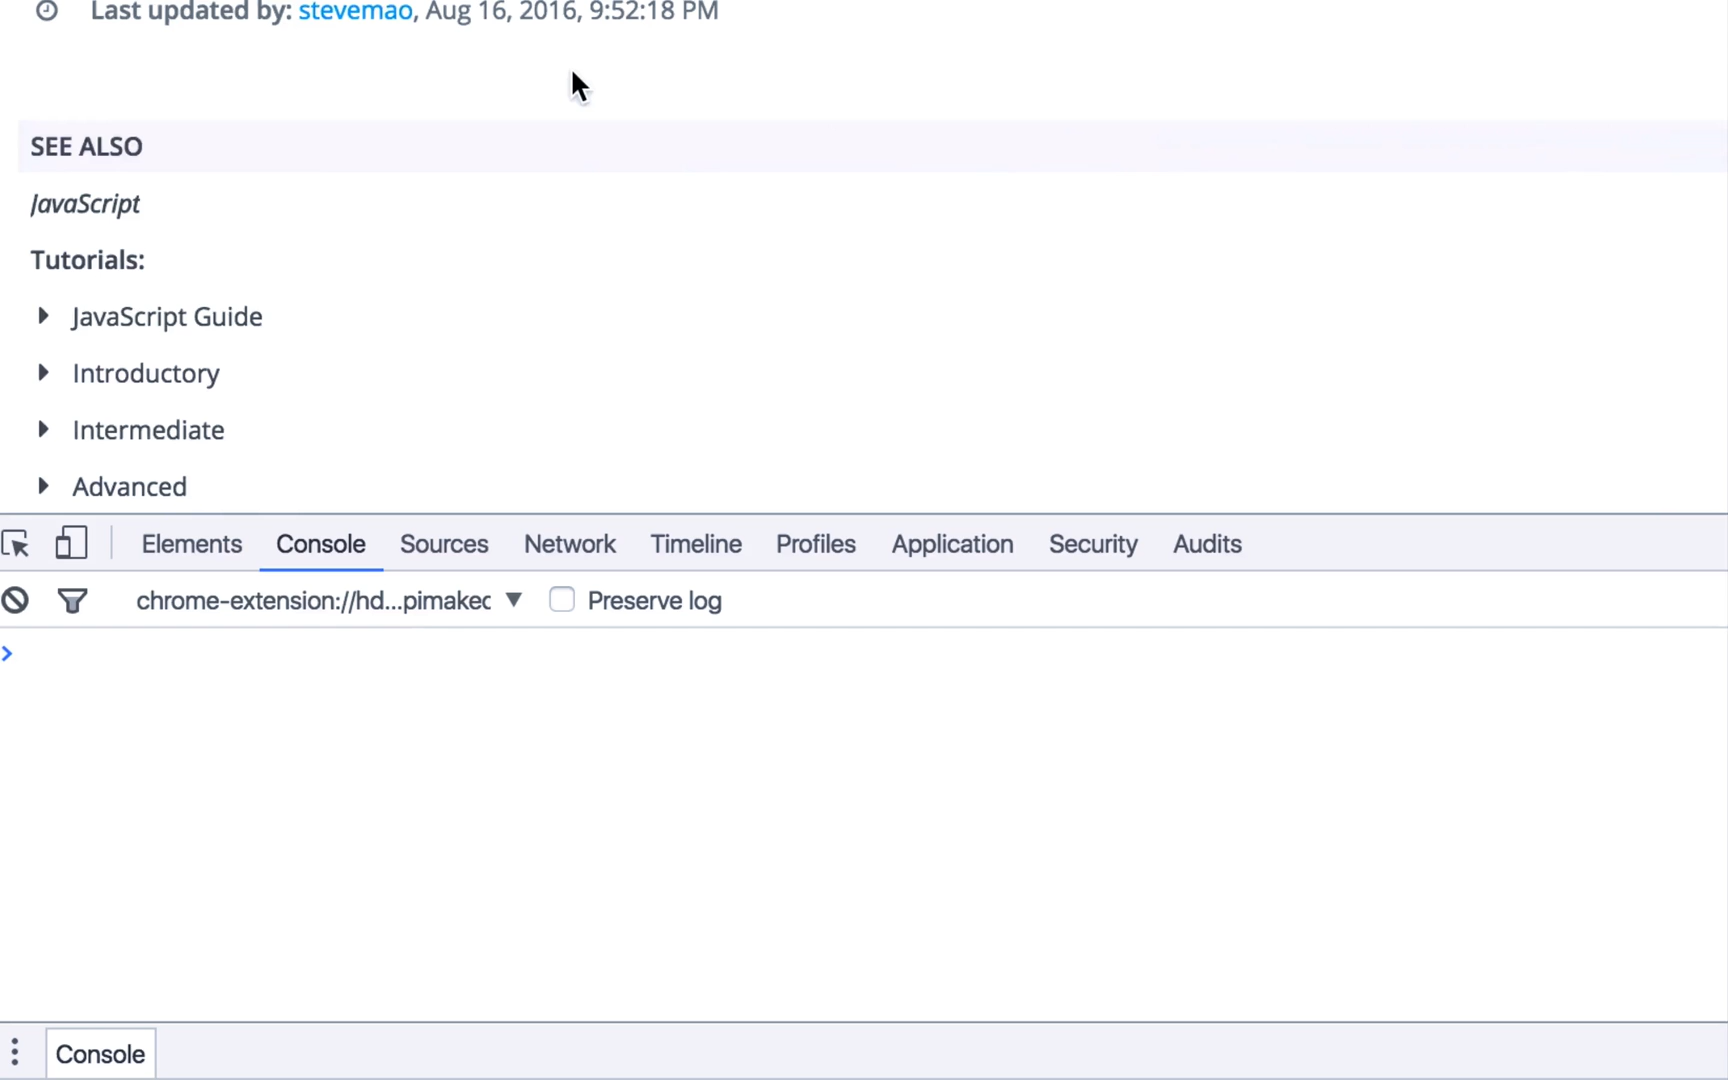 Last updated by: stevemao, Aug 16, 2016, 9:52:18 PM
SEE ALSO
JavaScript
Tutorials:
JavaScript Guide
Introductory
Intermediate
Advanced
Elements Console Sources Network Timeline Profiles Application Security Audits
chrome-extension://hd...pimakec Preserve log
Console